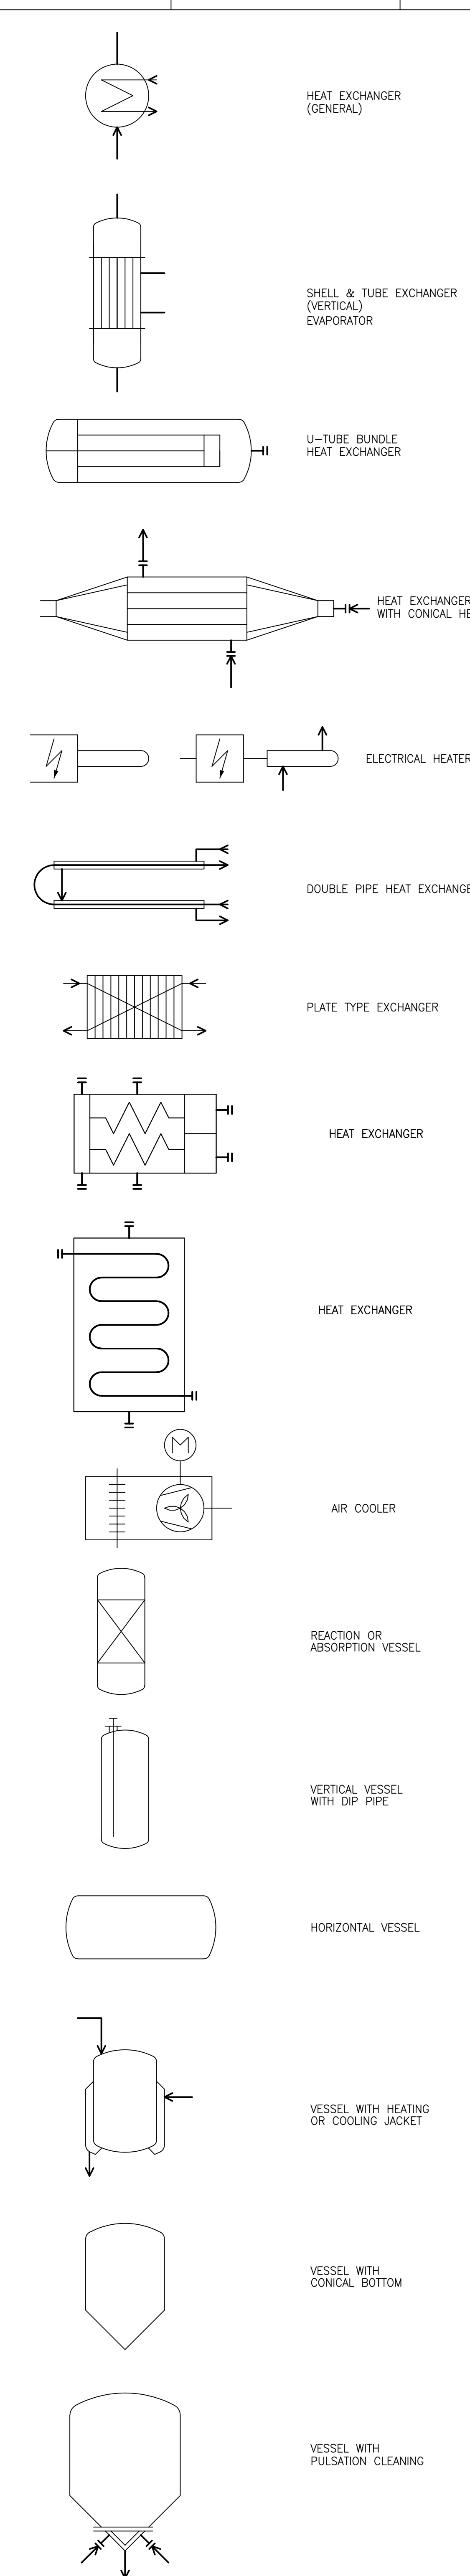 HEAT EXCHANGER
(GENERAL)
SHELL & TUBE EXCHANGER
(VERTICAL)
EVAPORATOR
U-TUBE BUNDLE
HEAT EXCHANGER
HEAT EXCHANGER
WITH CONICAL HE
ELECTRICAL HEATER
DOUBLE PIPE HEAT EXCHANGE
PLATE TYPE EXCHANGER
HEAT EXCHANGER
HEAT EXCHANGER
M
AIR COOLER
REACTION OR
ABSORPTION VESSEL
VERTICAL VESSEL
WITH DIP PIPE
HORIZONTAL VESSEL
VESSEL WITH HEATING
OR COOLING JACKET
VESSEL WITH
CONICAL BOTTOM
VESSEL WITH
PULSATION CLEANING